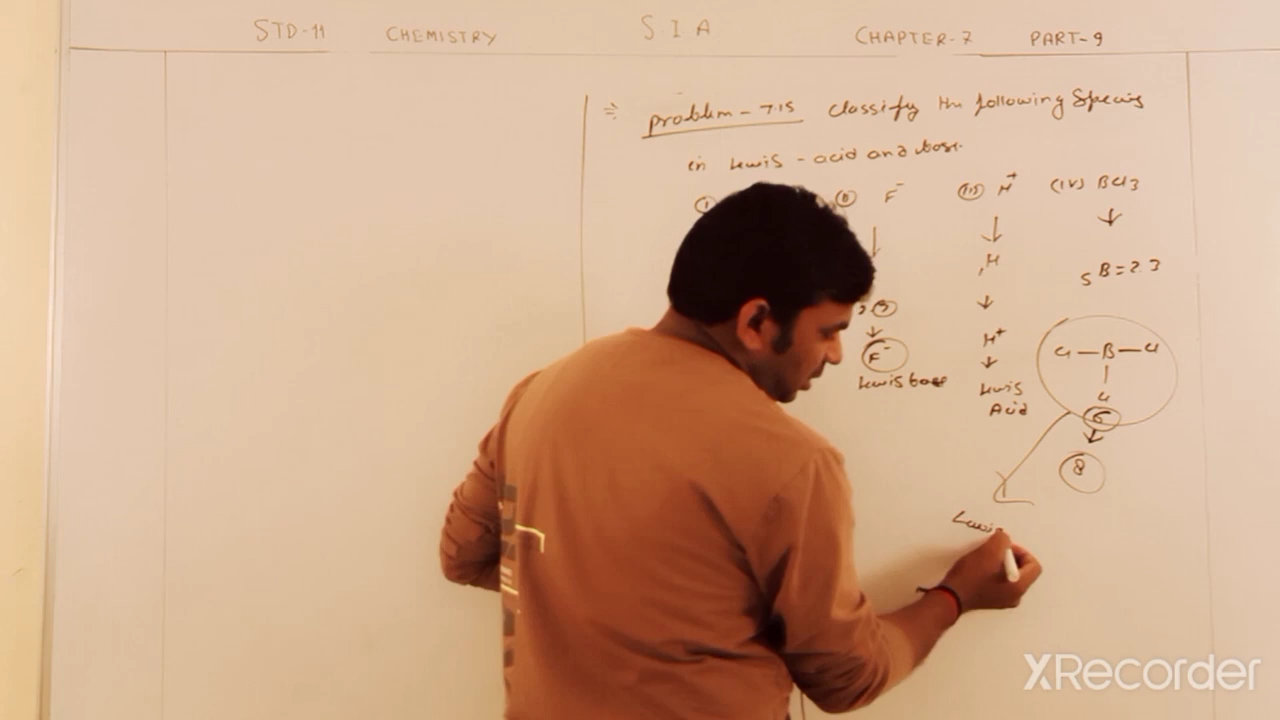 STD-11 CHEMISTRY S I A CHAPTER-7 PART-9
problem-7.15 classify the following Species
in Lewis-acid and base.
(I) (II) F⁻ (III) H⁺ (IV) BCl3
H 5B=2.3
H⁺
F⁻ Cl—B—Cl
Lewis base Lewis
Acid Cl
6
8
Lewis
XRecorder